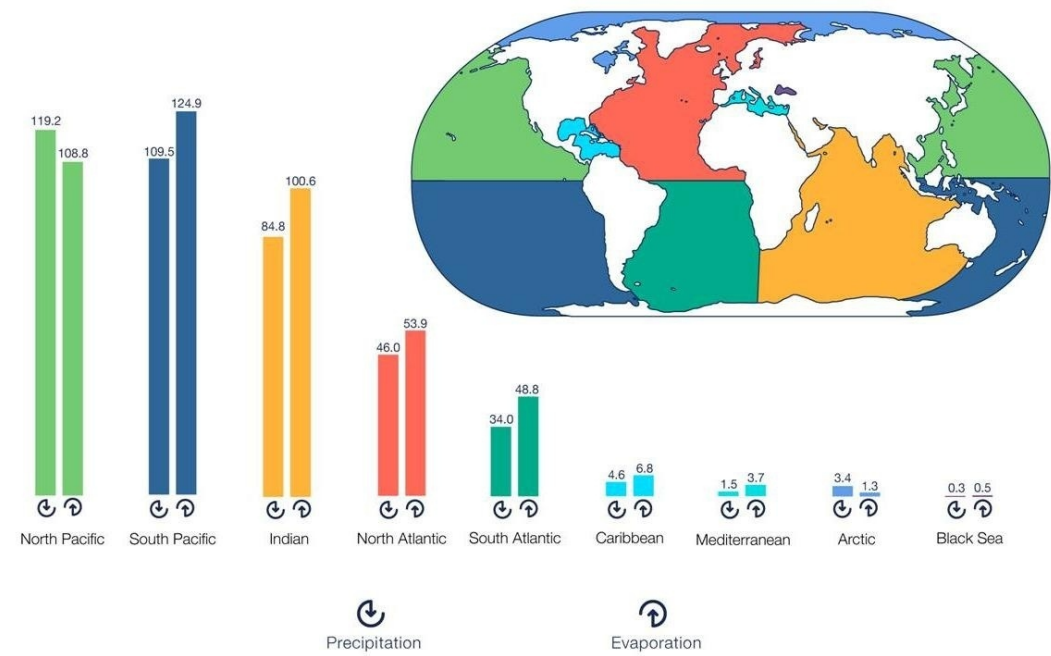 119.2
108.8
North Pacific
109.5
124.9
South Pacific
84.8
100.6
Indian
46.0
53.9
North Atlantic
34.0
48.8
South Atlantic
4.6
6.8
Caribbean
1.5
3.7
Mediterranean
3.4
1.3
Arctic
0.3
0.5
Black Sea
Precipitation
Evaporation